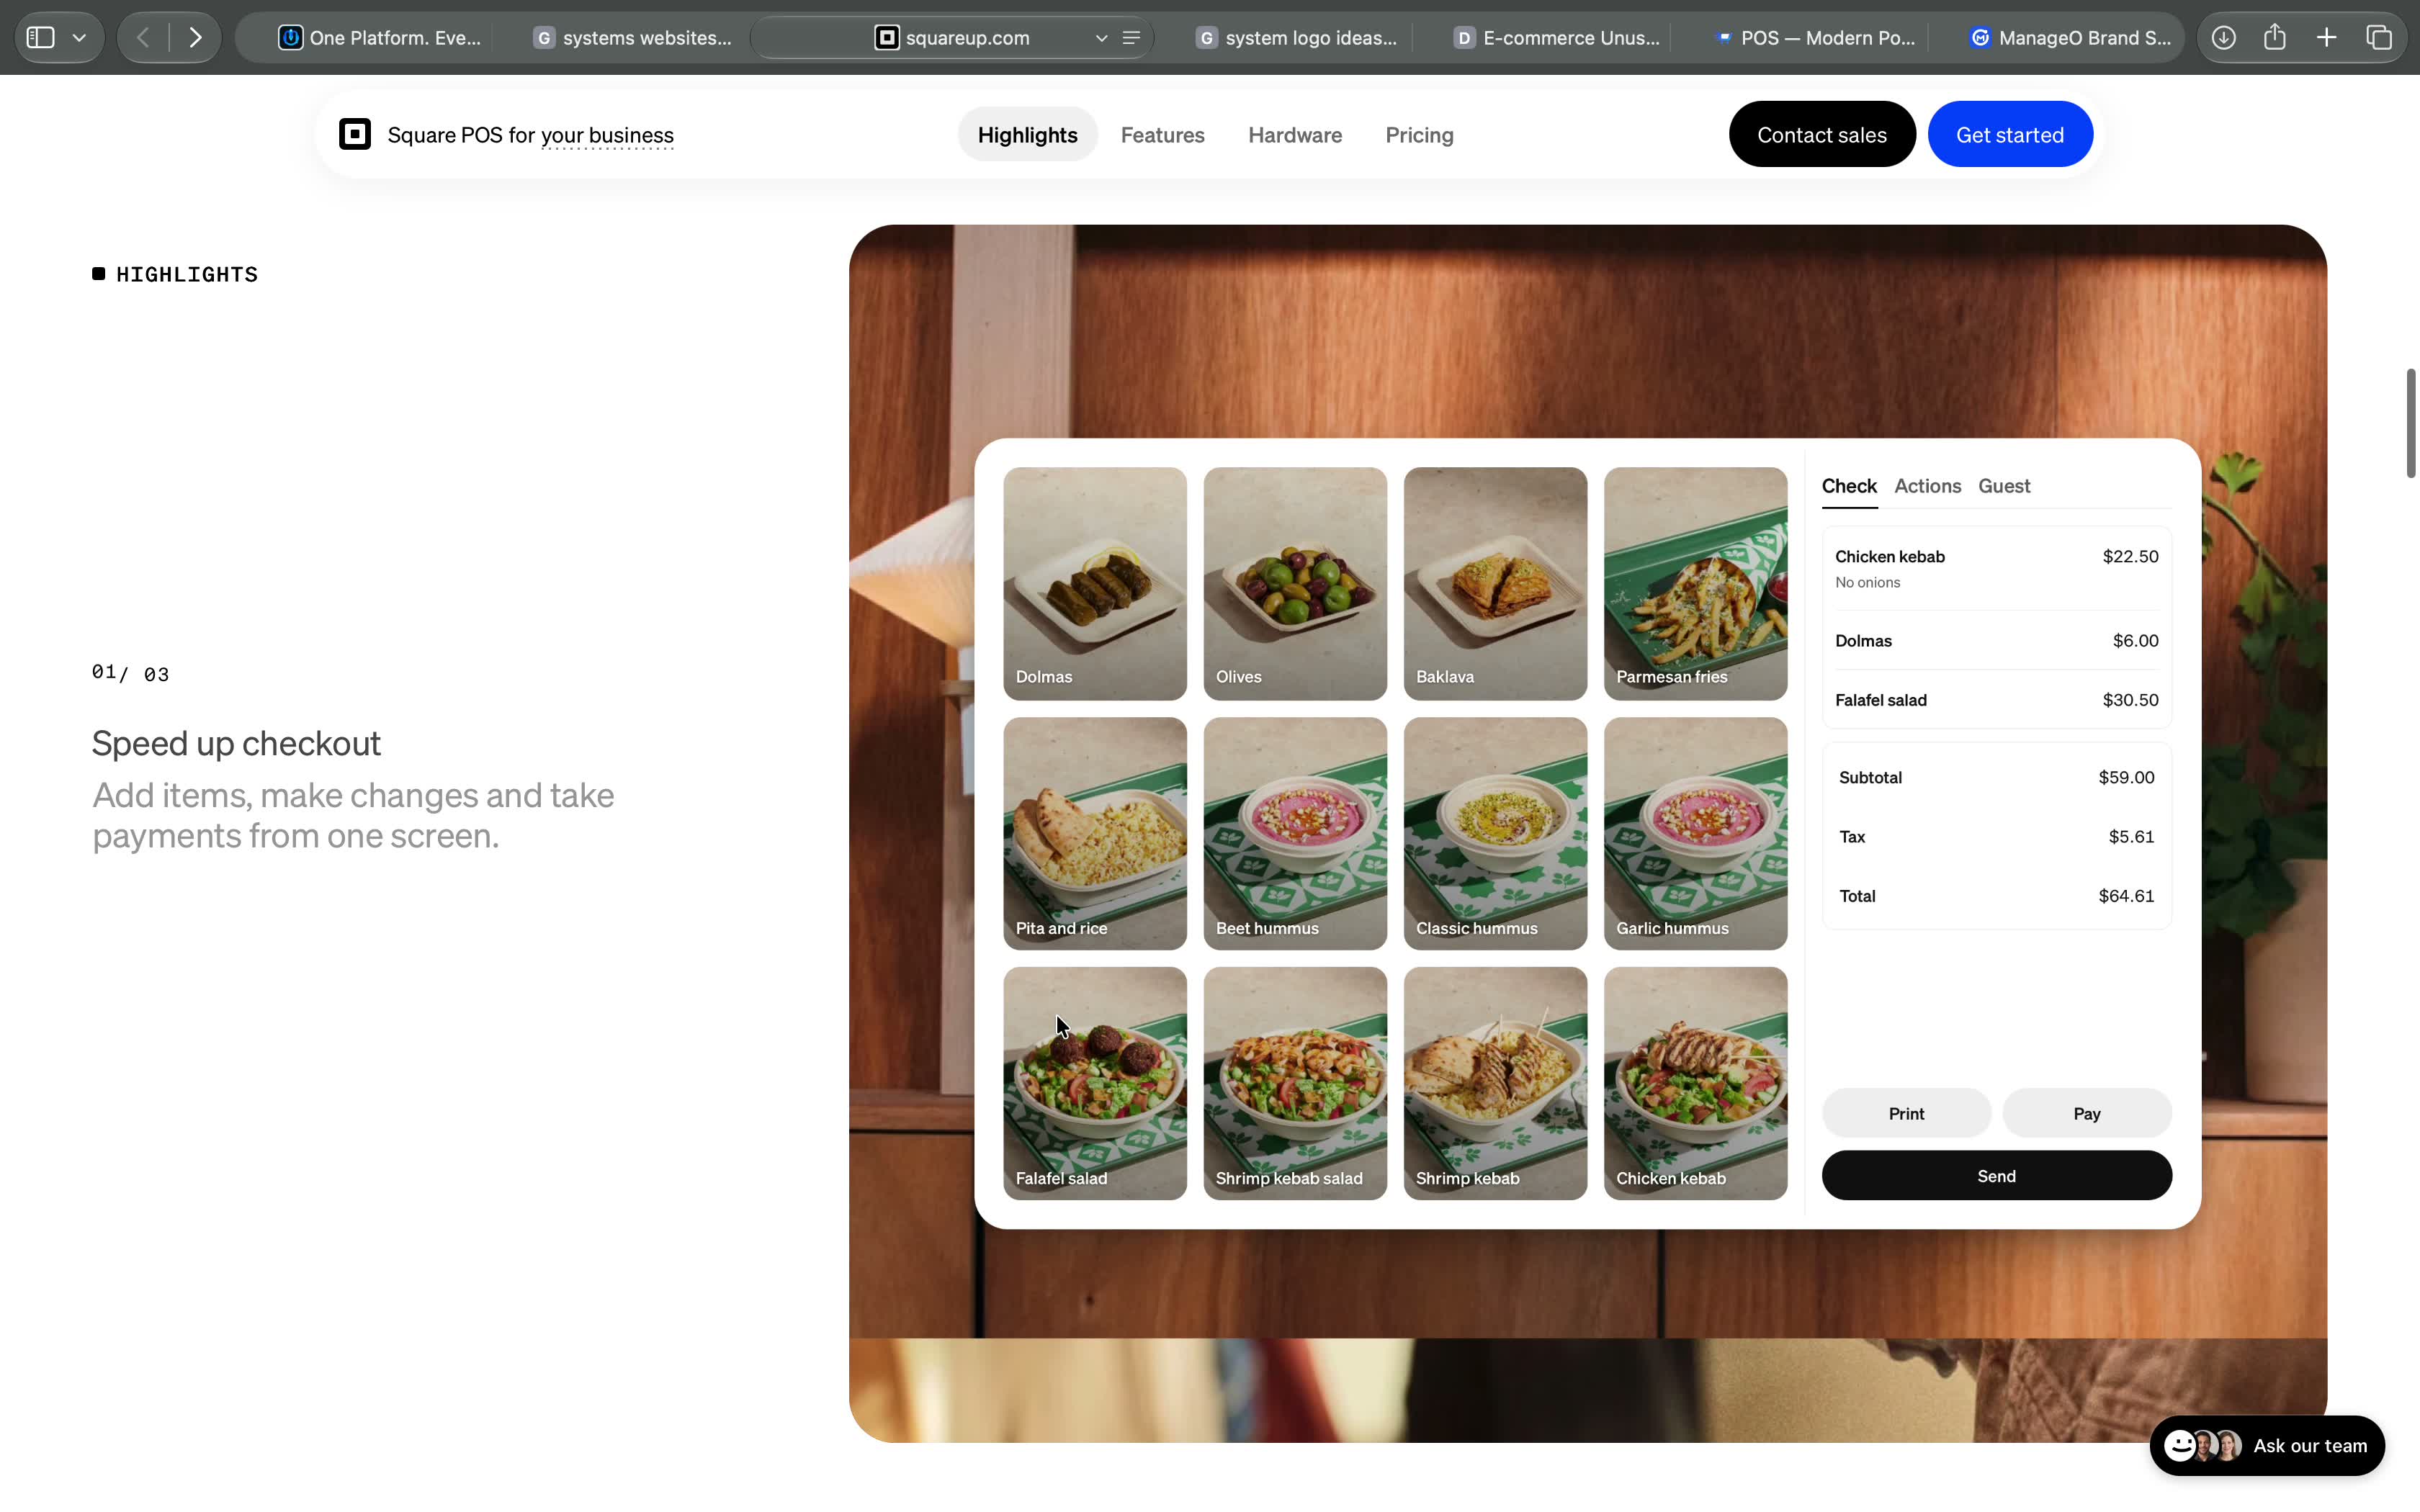 One Platform. Eve...
systems websites...
squareup.com
system logo ideas...
E-commerce Unus...
POS — Modern Po...
ManageO Brand S...
Square POS for your business
Highlights
Features
Hardware
Pricing
Contact sales
Get started
HIGHLIGHTS
01/ 03
Speed up checkout
Add items, make changes and take
payments from one screen.
Dolmas
Olives
Baklava
Parmesan fries
Pita and rice
Beet hummus
Classic hummus
Garlic hummus
Falafel salad
Shrimp kebab salad
Shrimp kebab
Chicken kebab
Check Actions Guest
Chicken kebab $22.50
No onions
Dolmas $6.00
Falafel salad $30.50
Subtotal $59.00
Tax $5.61
Total $64.61
Print
Pay
Send
Ask our team